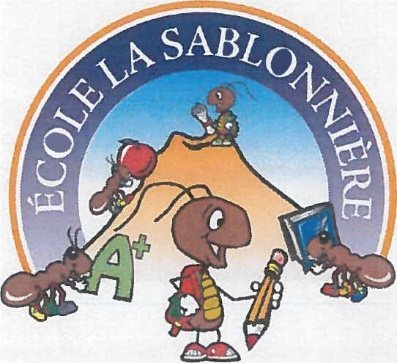 ÉCOLE LA SABLONNIÈRE
A+